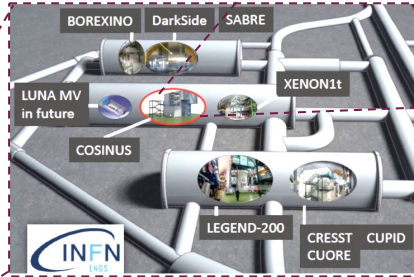 BOREXINO DarkSide SABRE
XENON1t
LUNA MV
in future
COSINUS
LEGEND-200
CRESST CUPID
CUORE
INFN
LNGS